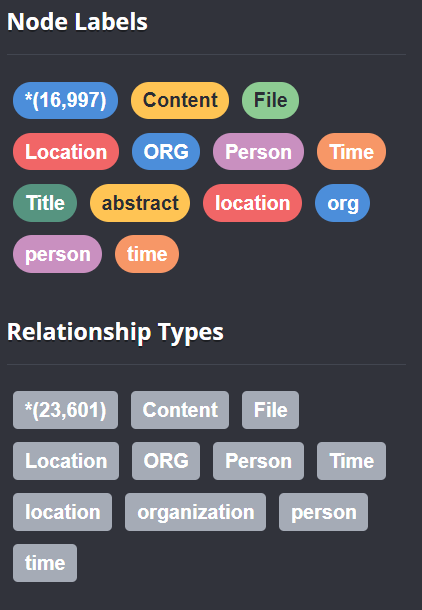 Node Labels
*(16,997) Content File
Location ORG Person Time
Title abstract location org
person time
Relationship Types
*(23,601) Content File
Location ORG Person Time
location organization person
time